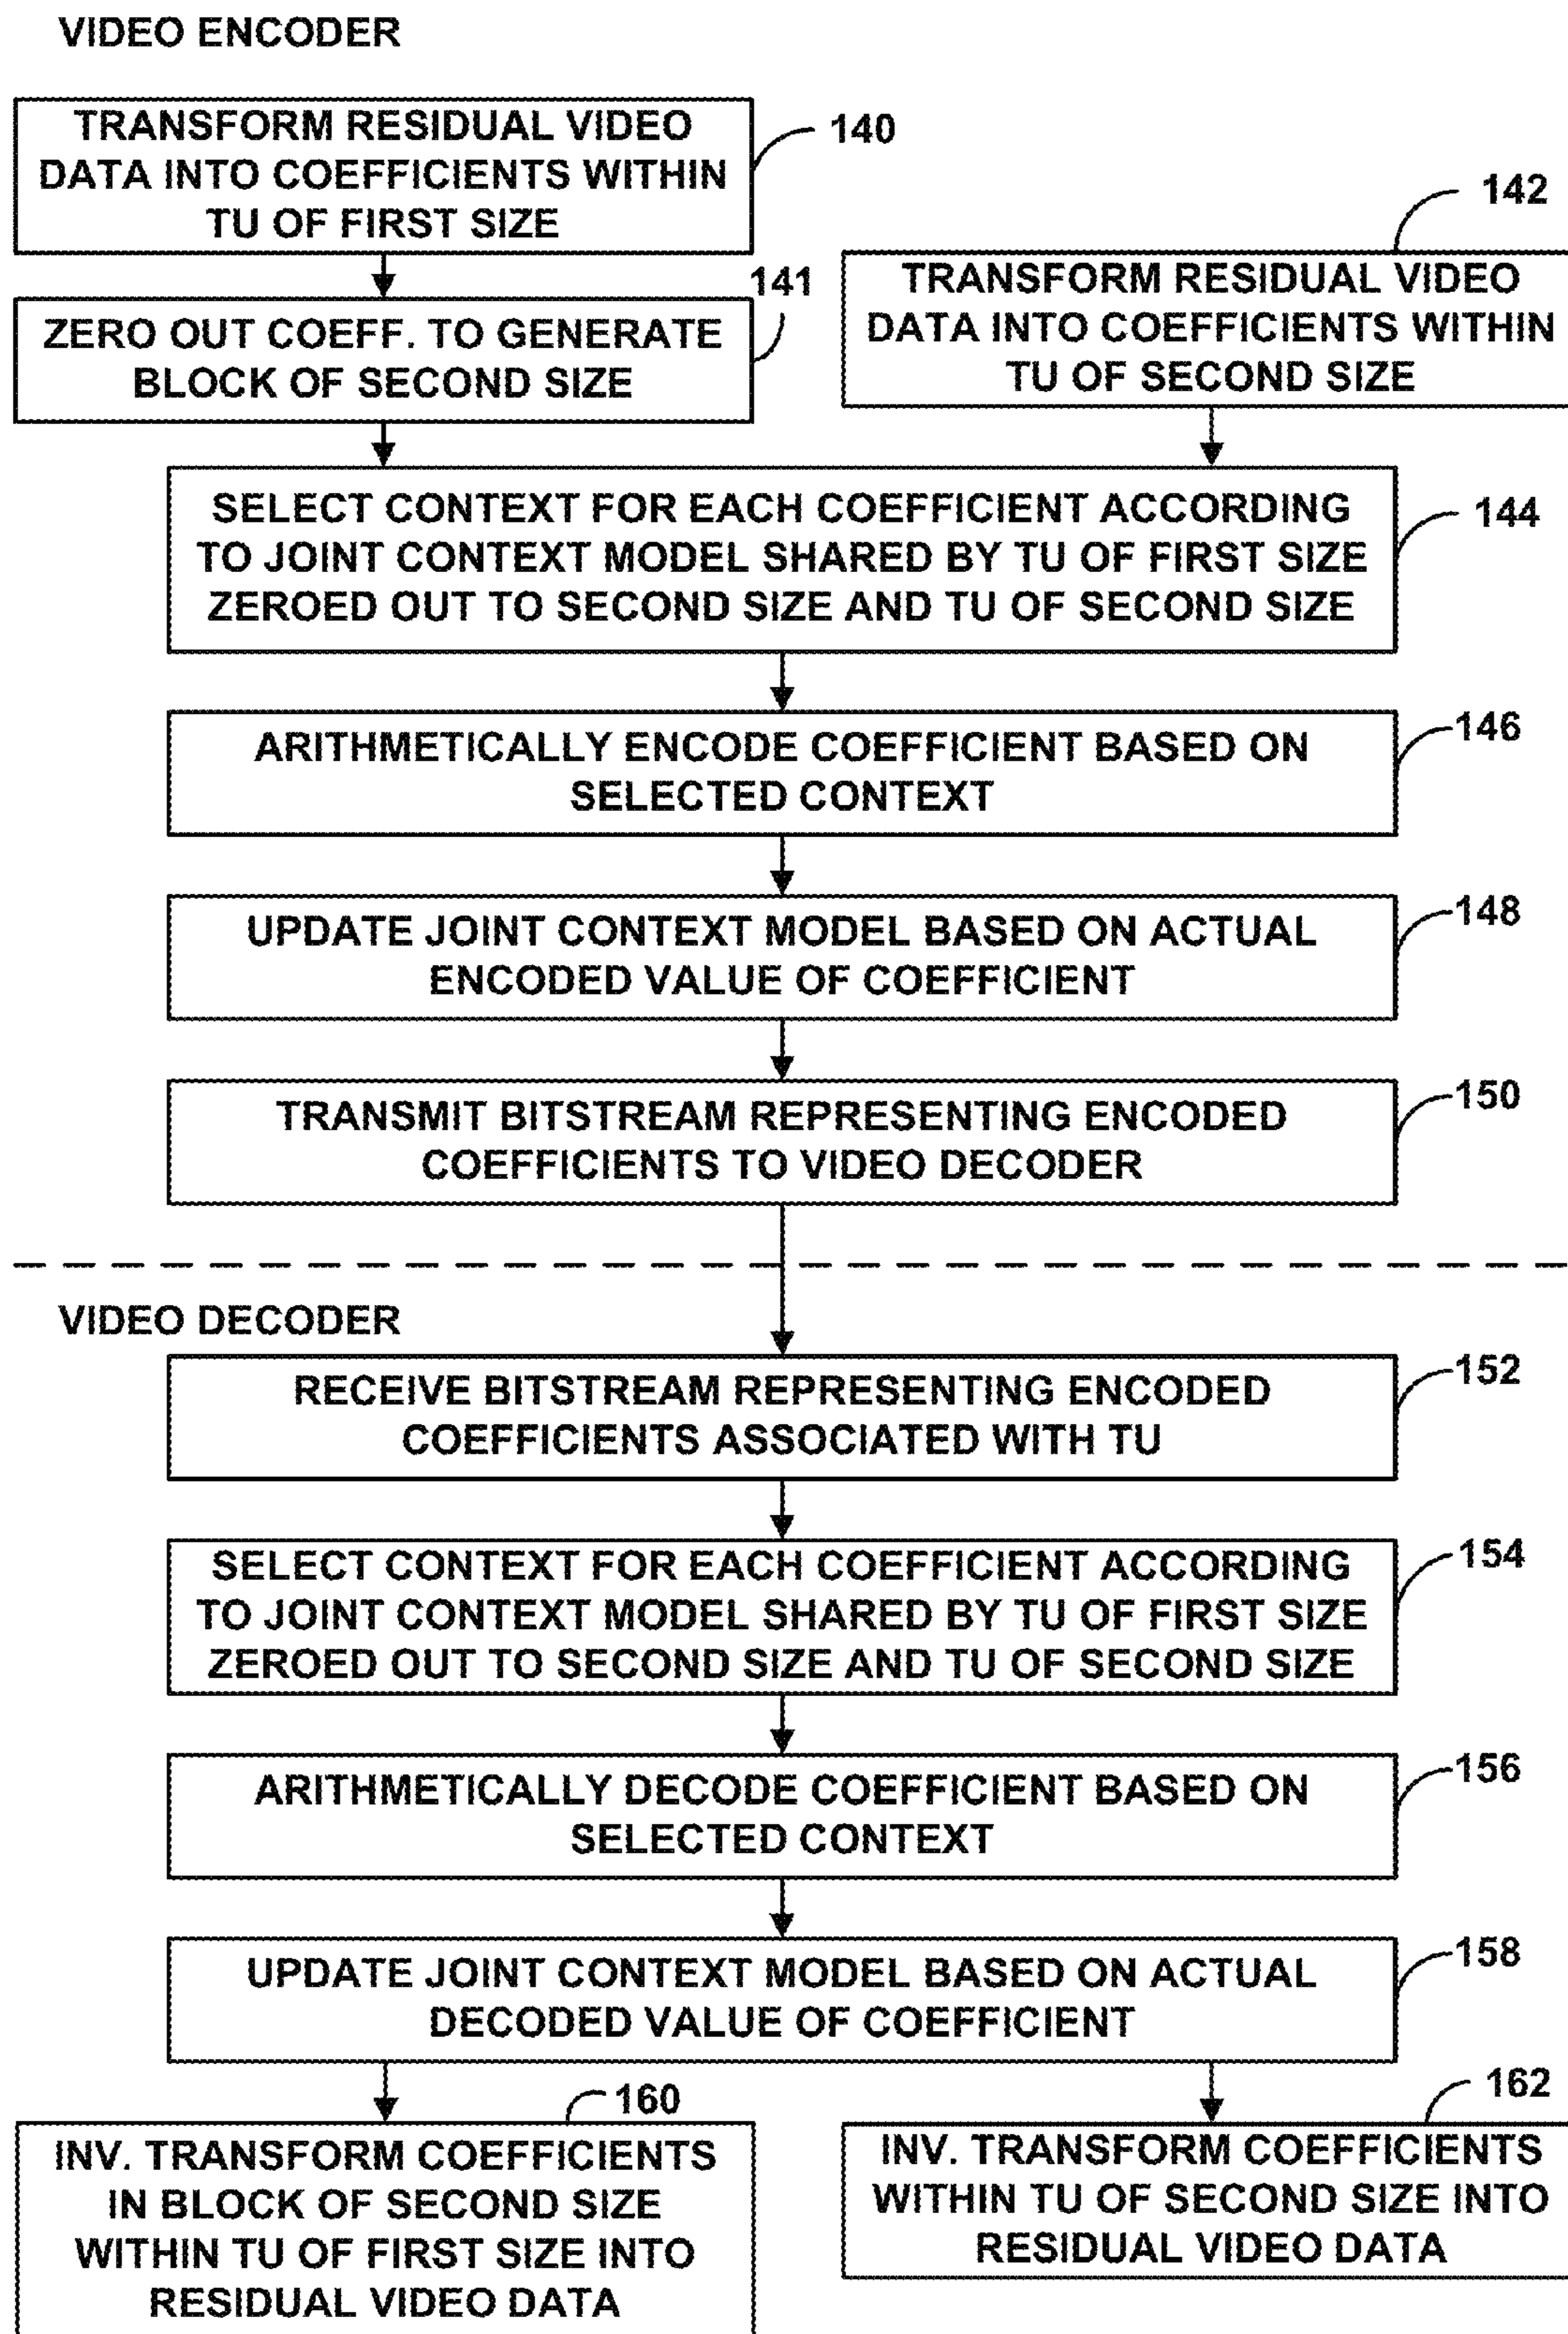 VIDEO ENCODER
TRANSFORM RESIDUAL VIDEO
DATA INTO COEFFICIENTS WITHIN
TU OF FIRST SIZE
140
ZERO OUT COEFF. TO GENERATE
BLOCK OF SECOND SIZE
141
142
TRANSFORM RESIDUAL VIDEO
DATA INTO COEFFICIENTS WITHIN
TU OF SECOND SIZE
SELECT CONTEXT FOR EACH COEFFICIENT ACCORDING
TO JOINT CONTEXT MODEL SHARED BY TU OF FIRST SIZE
ZEROED OUT TO SECOND SIZE AND TU OF SECOND SIZE
144
ARITHMETICALLY ENCODE COEFFICIENT BASED ON
SELECTED CONTEXT
146
UPDATE JOINT CONTEXT MODEL BASED ON ACTUAL
ENCODED VALUE OF COEFFICIENT
148
TRANSMIT BITSTREAM REPRESENTING ENCODED
COEFFICIENTS TO VIDEO DECODER
150
VIDEO DECODER
RECEIVE BITSTREAM REPRESENTING ENCODED
COEFFICIENTS ASSOCIATED WITH TU
152
SELECT CONTEXT FOR EACH COEFFICIENT ACCORDING
TO JOINT CONTEXT MODEL SHARED BY TU OF FIRST SIZE
ZEROED OUT TO SECOND SIZE AND TU OF SECOND SIZE
154
ARITHMETICALLY DECODE COEFFICIENT BASED ON
SELECTED CONTEXT
156
UPDATE JOINT CONTEXT MODEL BASED ON ACTUAL
DECODED VALUE OF COEFFICIENT
158
160
INV. TRANSFORM COEFFICIENTS
IN BLOCK OF SECOND SIZE
WITHIN TU OF FIRST SIZE INTO
RESIDUAL VIDEO DATA
162
INV. TRANSFORM COEFFICIENTS
WITHIN TU OF SECOND SIZE INTO
RESIDUAL VIDEO DATA